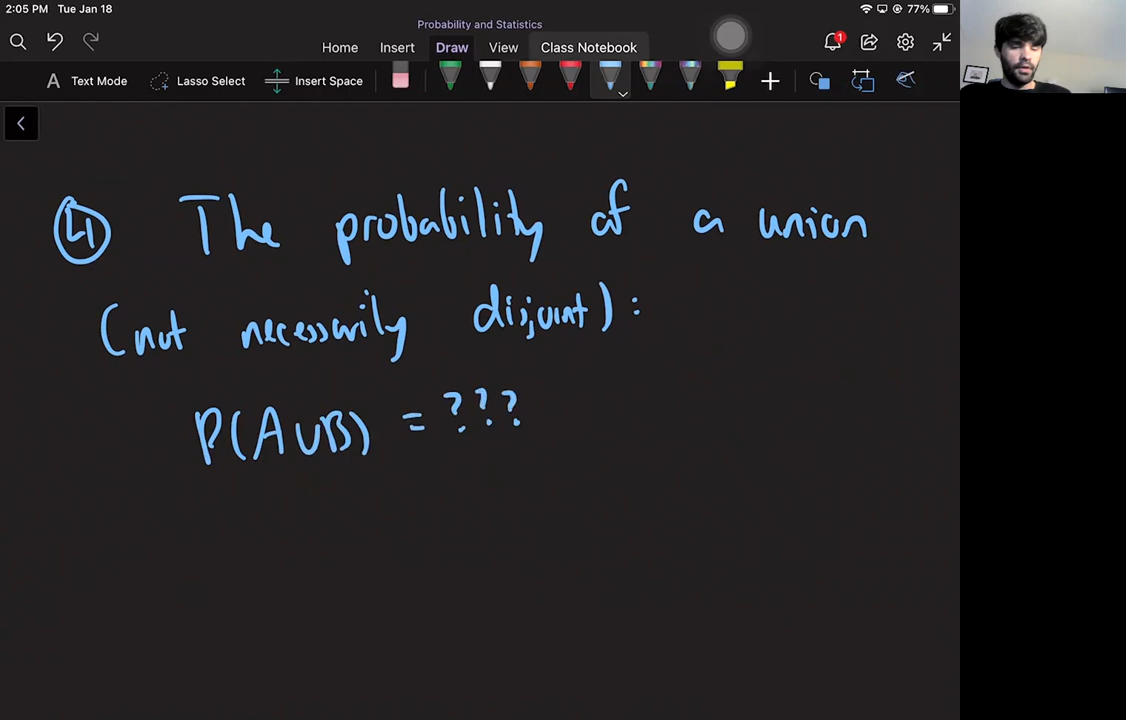 2:05 PM Tue Jan 18
77%
Probability and Statistics
Home Insert Draw View Class Notebook
1
A Text Mode Lasso Select Insert Space
④ The probability of a union
(not necessarily disjoint):
P(A∪B) = ???